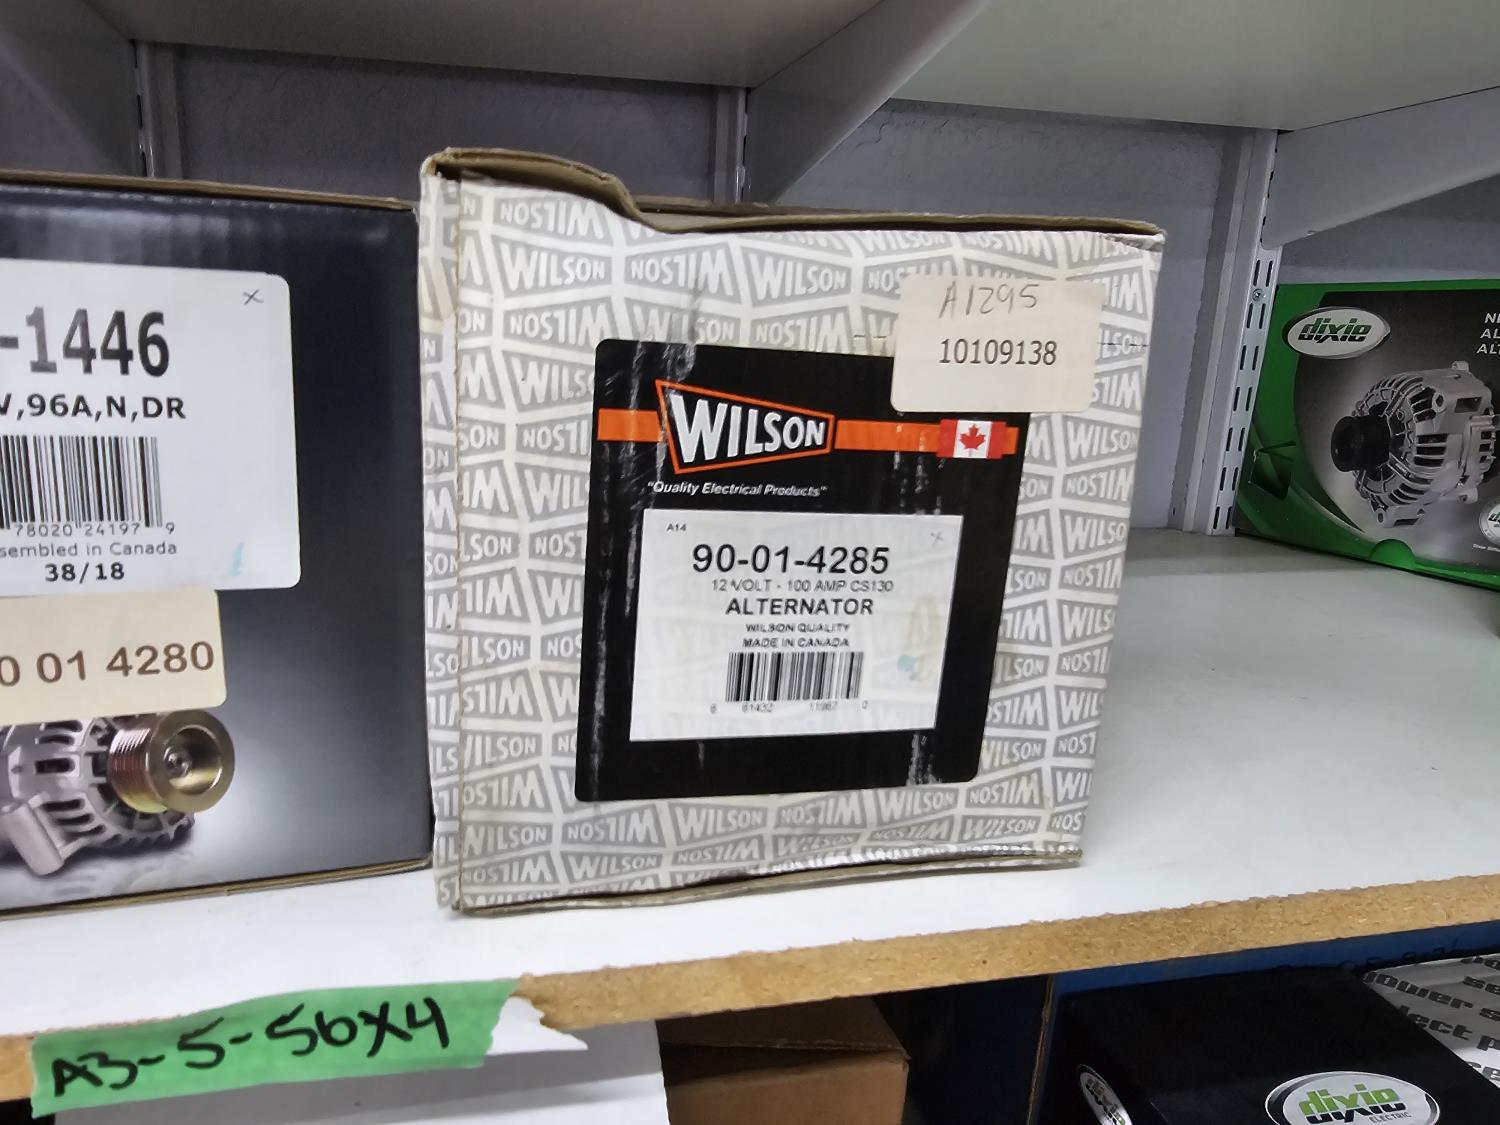 -1446
V,96A,N,DR
78020 24197 9
sembled in Canada
38/18
0 01 4280
A1295
10109138
WILSON
"Quality Electrical Products"
A14
90-01-4285
12 VOLT - 100 AMP CS130
ALTERNATOR
WILSON QUALITY
MADE IN CANADA
A3-5-56X4
dixie
dixie
ELECTRIC